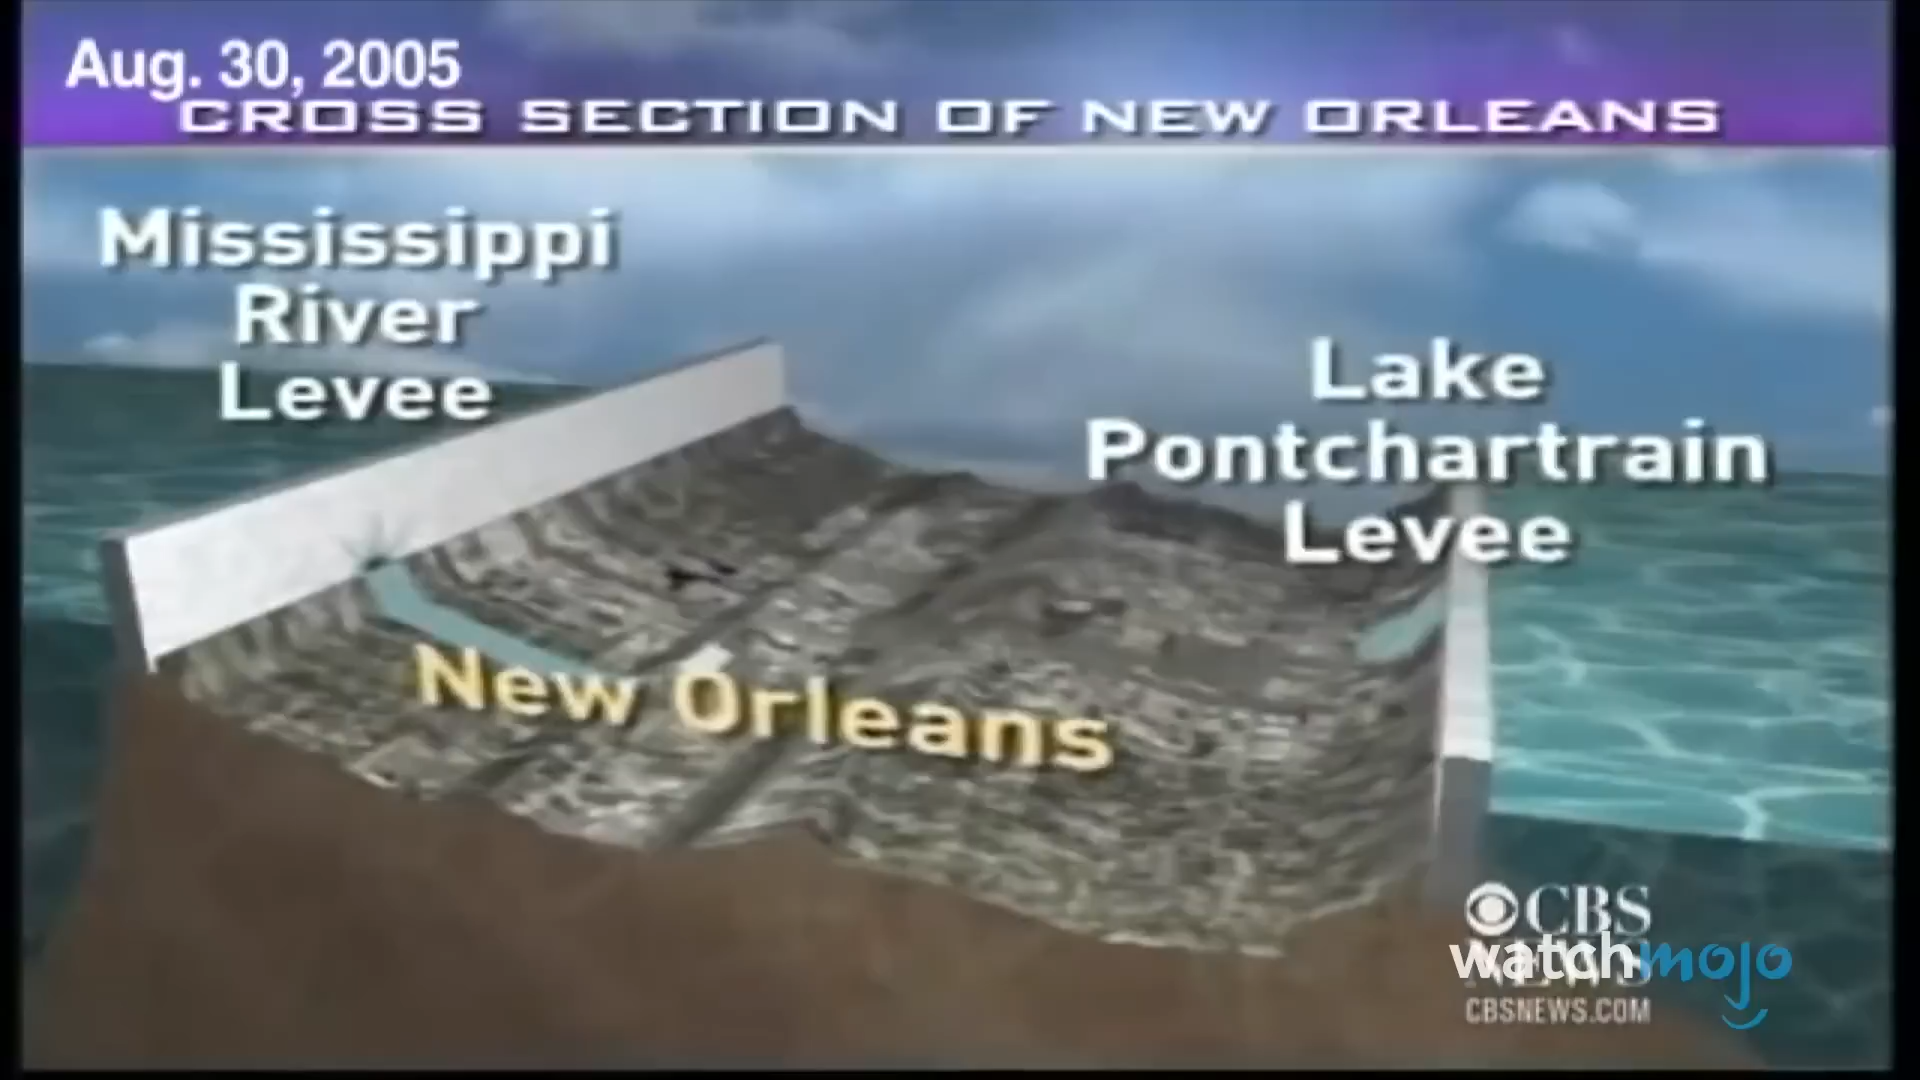 Aug. 30, 2005
CROSS SECTION OF NEW ORLEANS
Mississippi
River
Levee
Lake
Pontchartrain
Levee
New Orleans
CBS
NEWS
watchmojo
CBSNEWS.COM